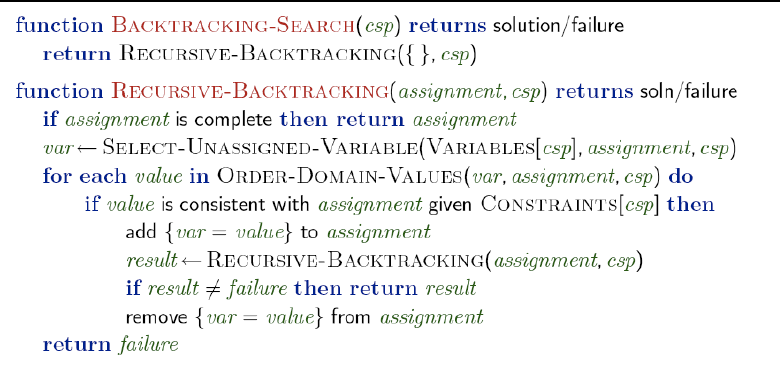 function BACKTRACKING-SEARCH(csp) returns solution/failure
return RECURSIVE-BACKTRACKING({ }, csp)
function RECURSIVE-BACKTRACKING(assignment, csp) returns soln/failure
if assignment is complete then return assignment
var ← SELECT-UNASSIGNED-VARIABLE(VARIABLES[csp], assignment, csp)
for each value in ORDER-DOMAIN-VALUES(var, assignment, csp) do
if value is consistent with assignment given CONSTRAINTS[csp] then
add {var = value} to assignment
result ← RECURSIVE-BACKTRACKING(assignment, csp)
if result ≠ failure then return result
remove {var = value} from assignment
return failure